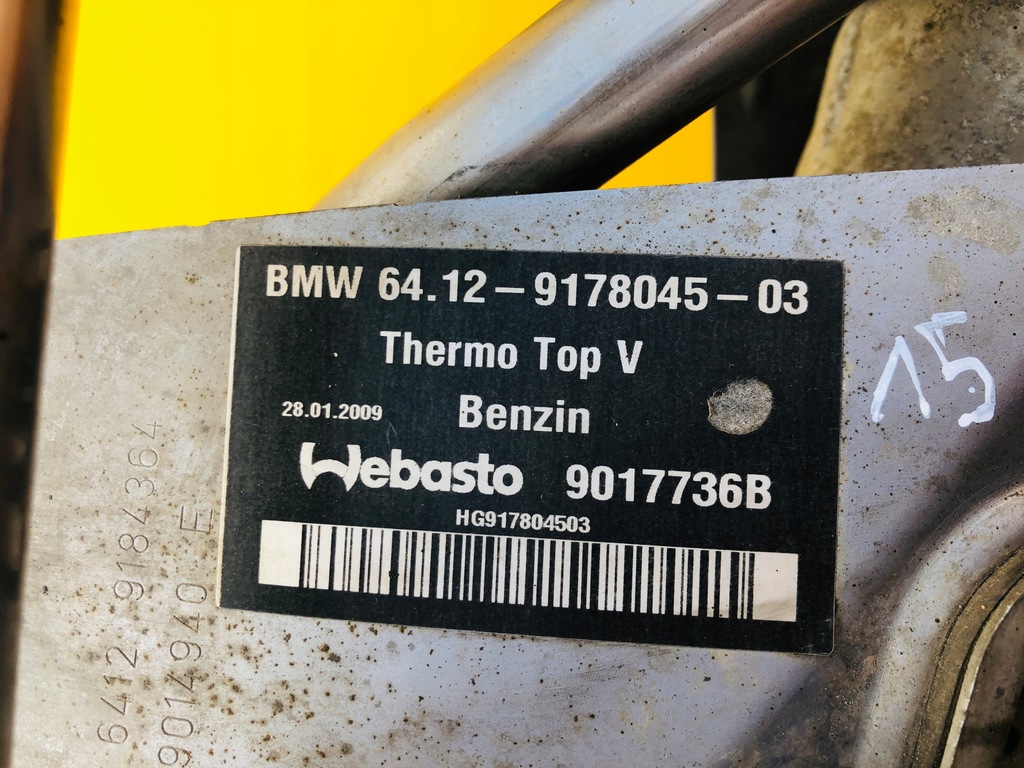 BMW 64.12–9178045–03
Thermo Top V
28.01.2009 Benzin
Webasto 9017736B
HG917804503
15
6412 9184364
9014940 E